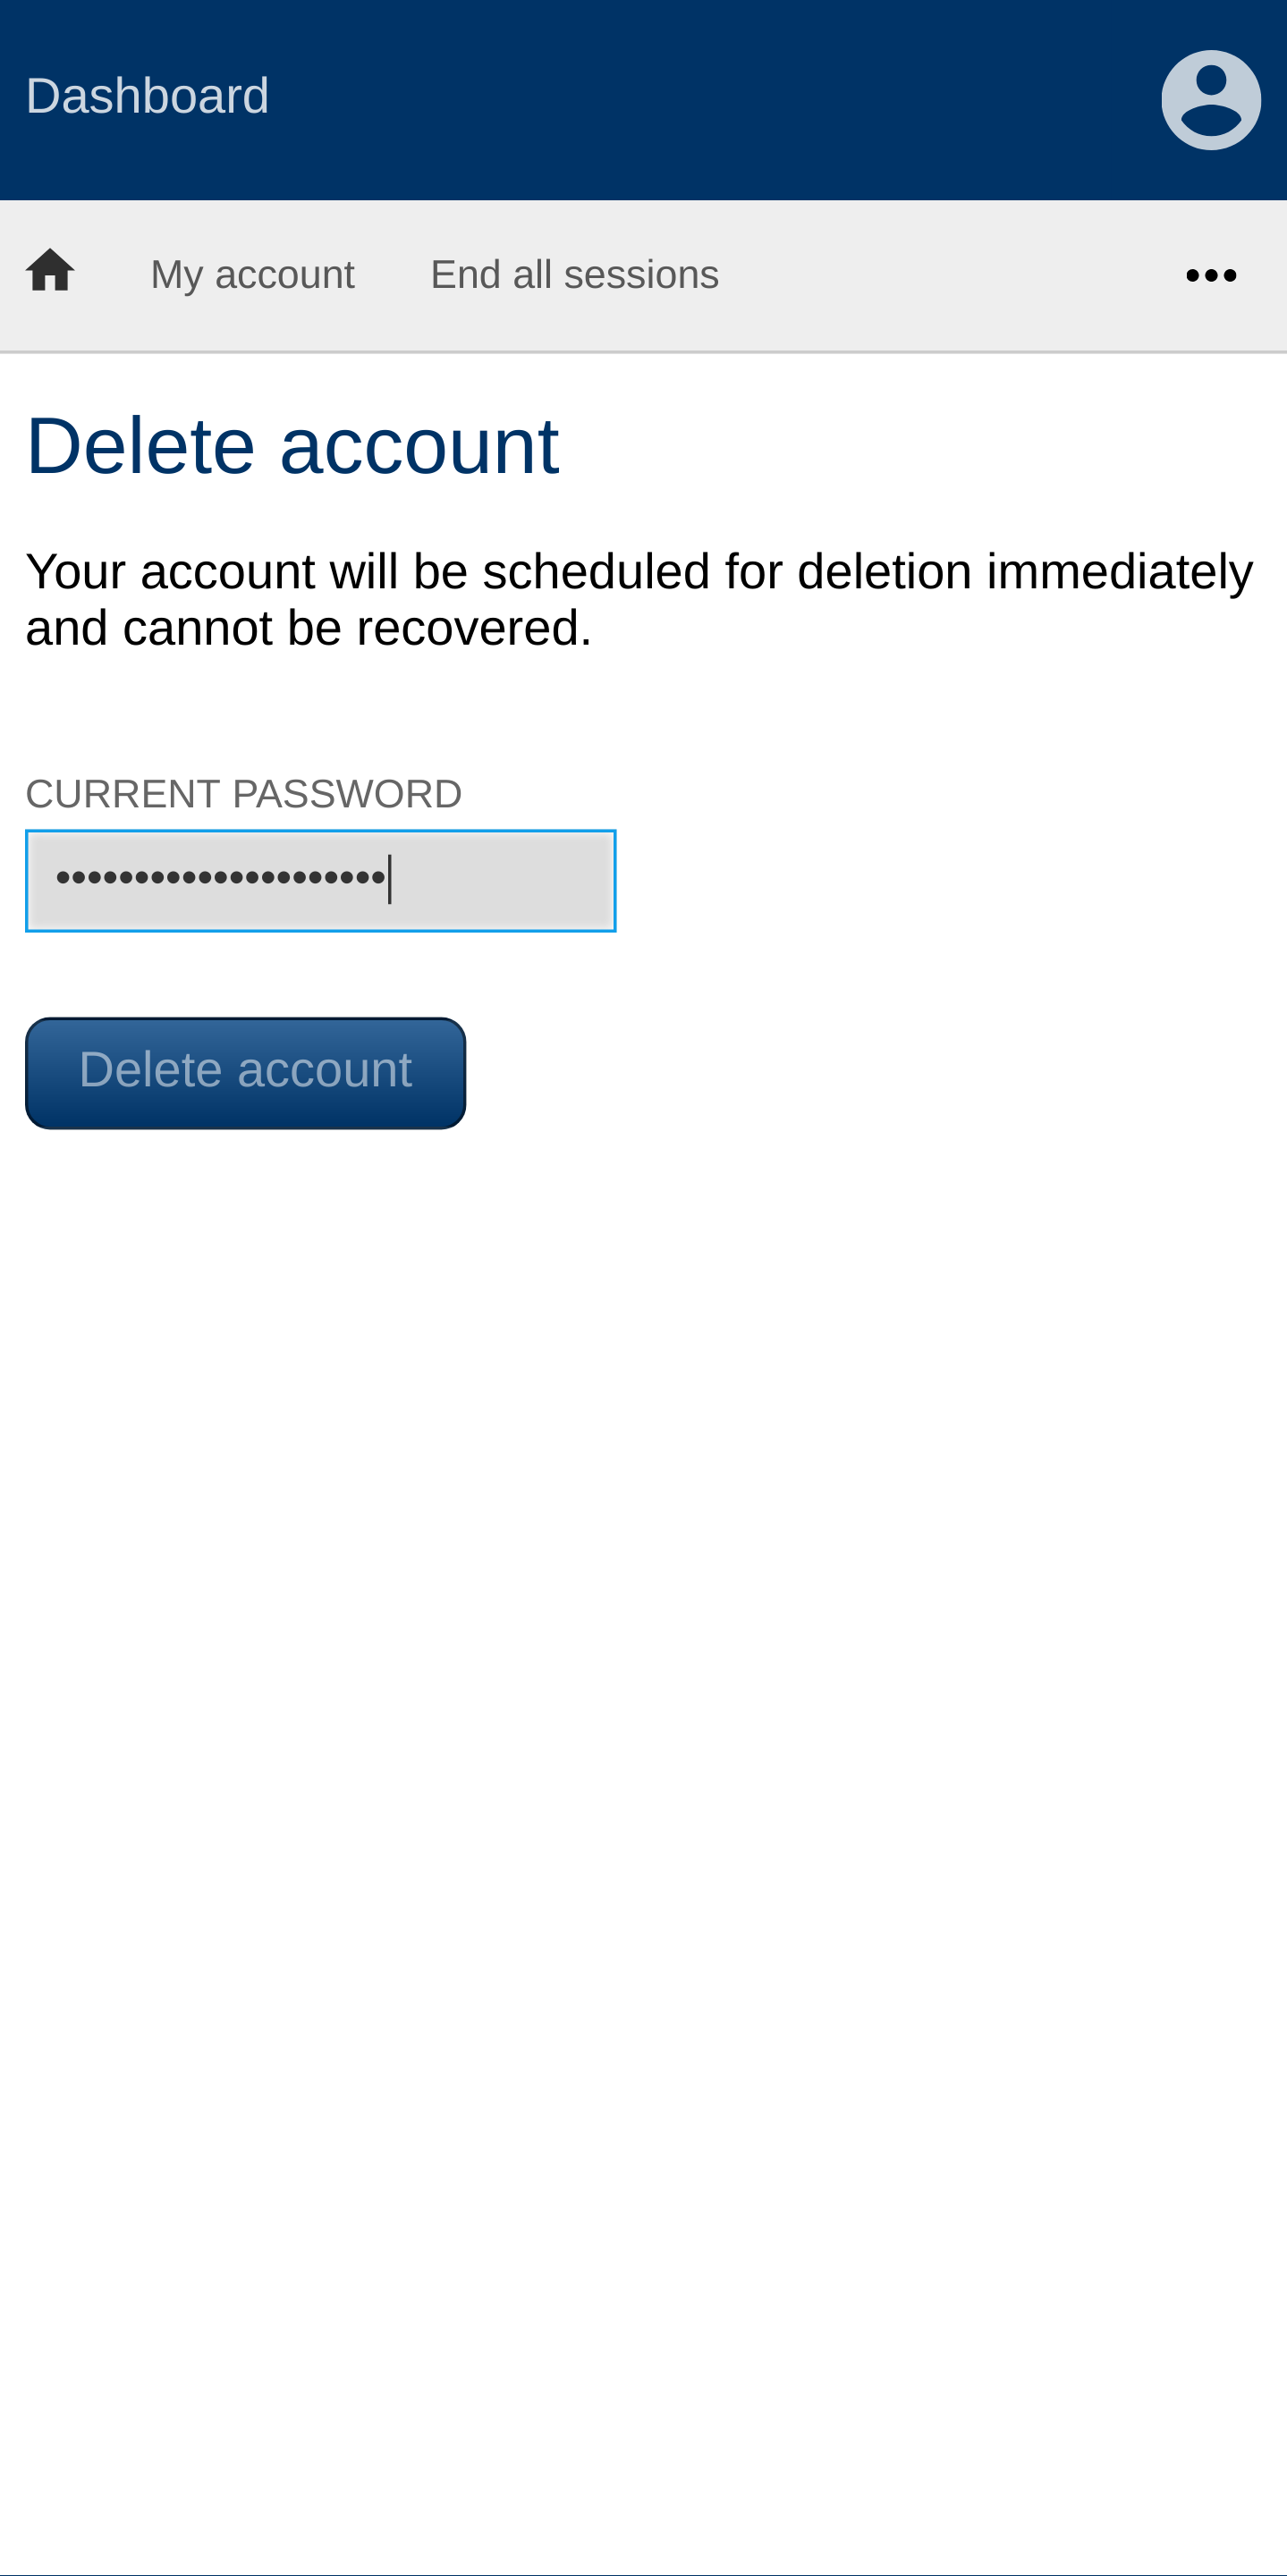 Dashboard
My account End all sessions •••
Delete account
Your account will be scheduled for deletion immediately
and cannot be recovered.
CURRENT PASSWORD
•••••••••••••••••••••
Delete account